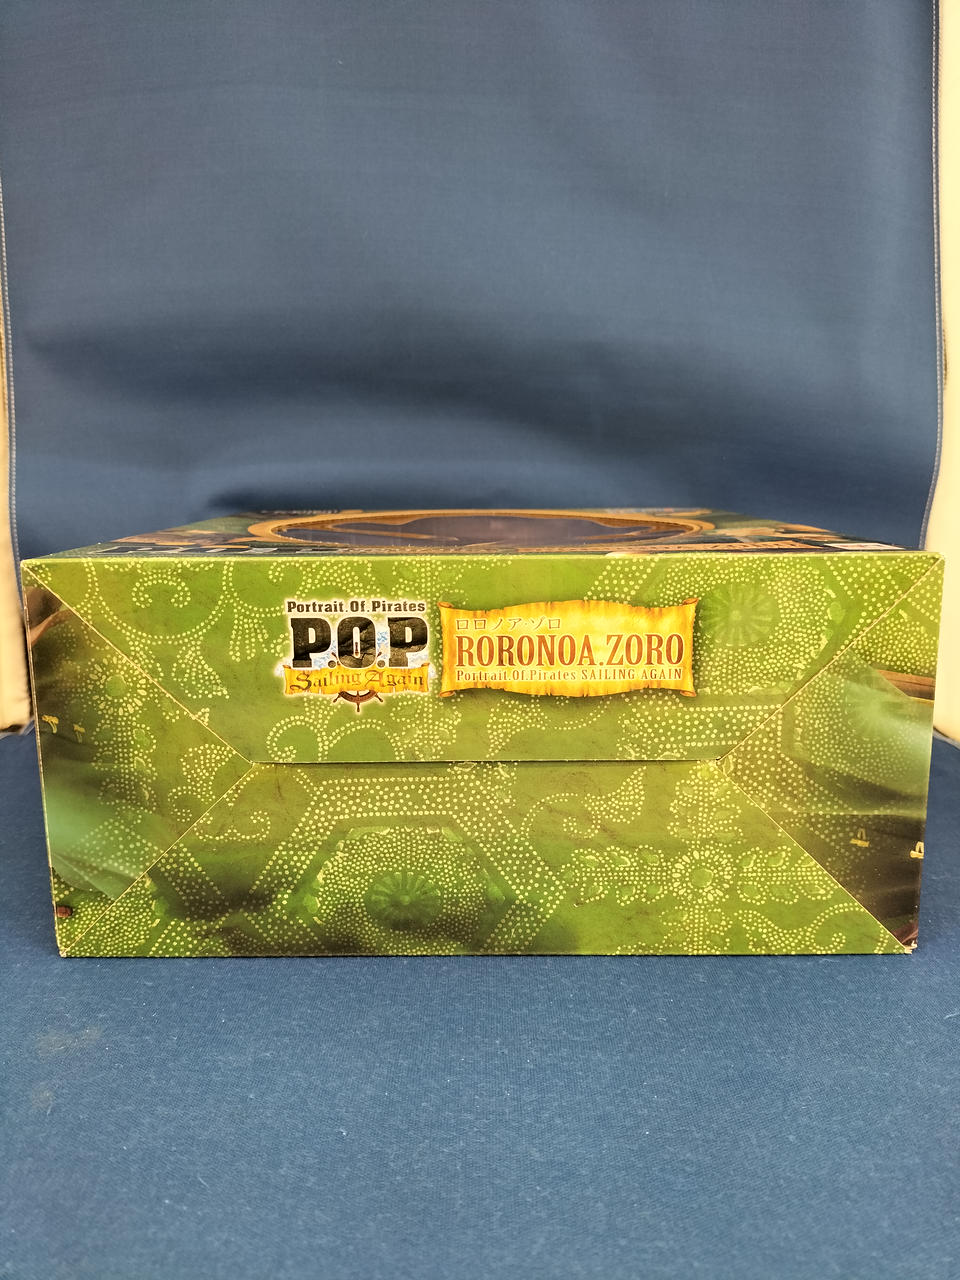 Portrait.Of.Pirates
P.O.P
Sailing Again
ロロノア・ゾロ
RORONOA.ZORO
Portrait.Of.Pirates SAILING AGAIN